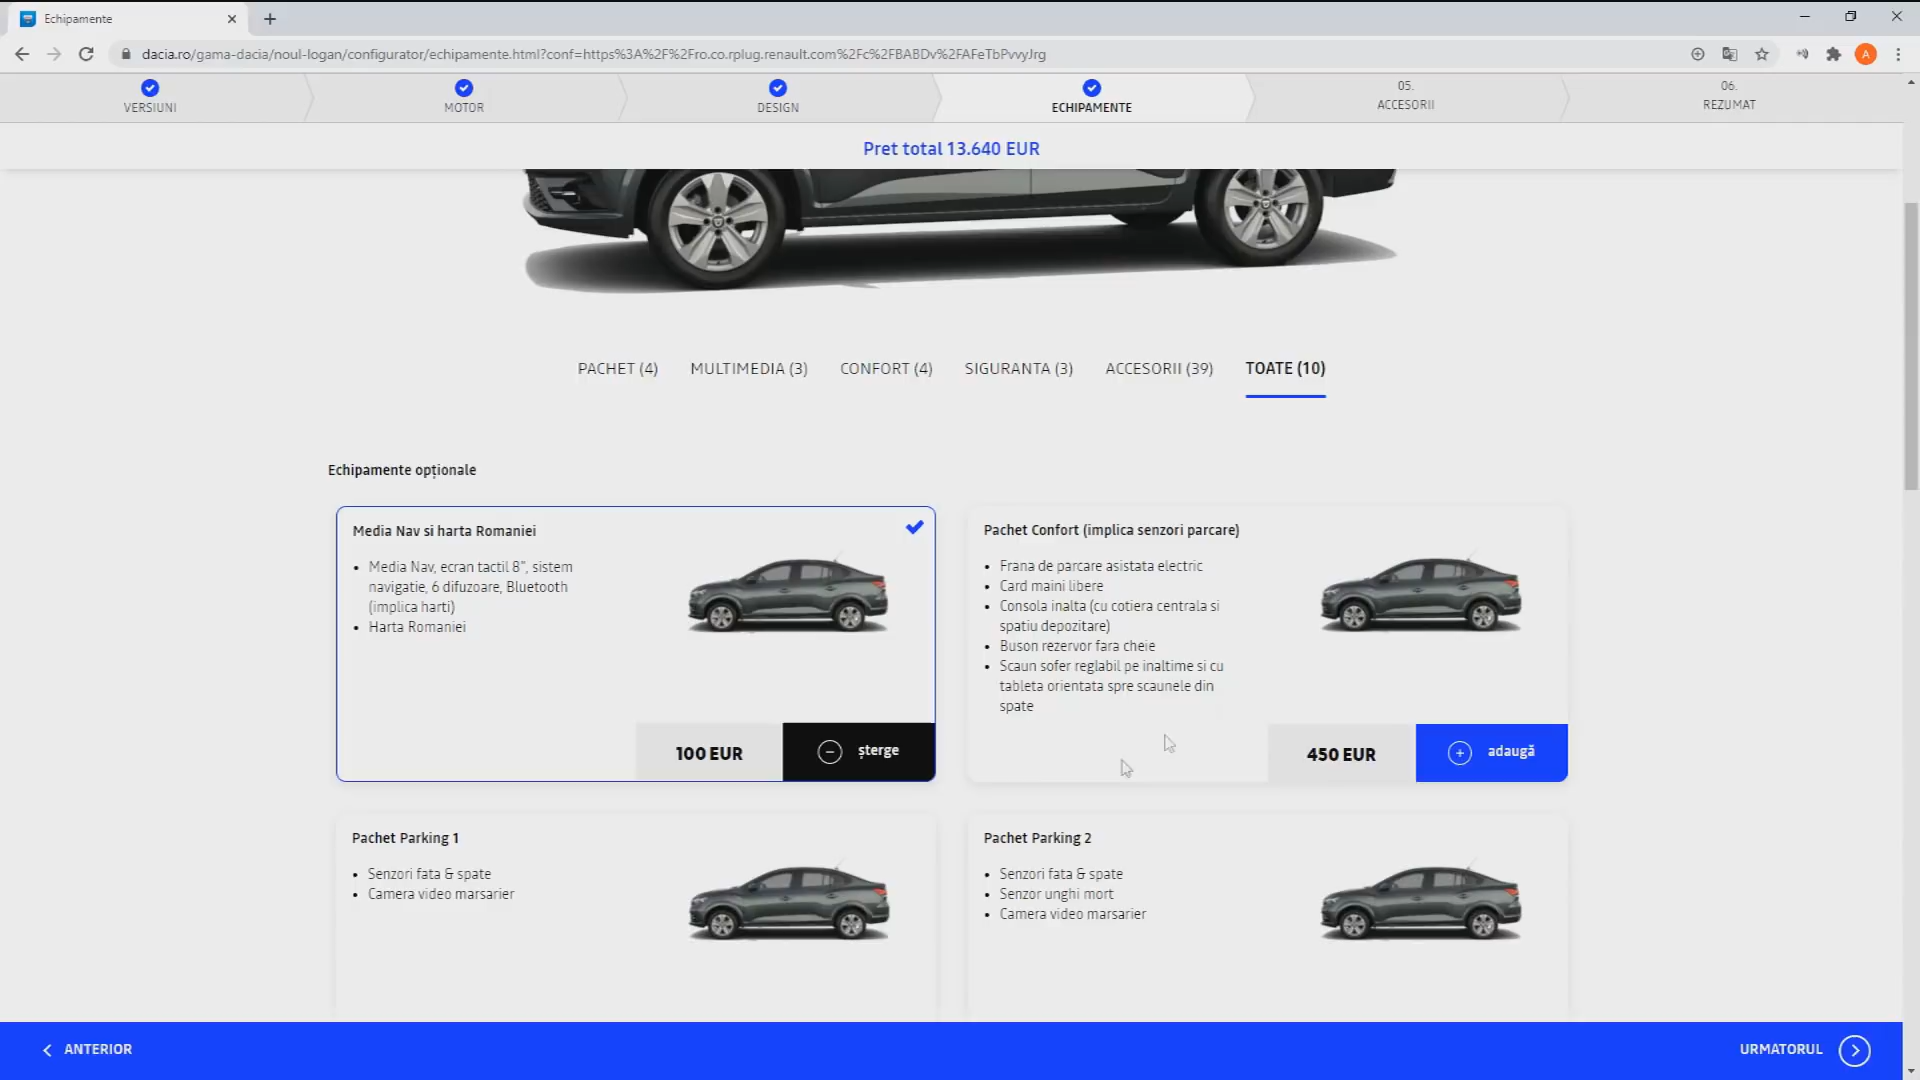 Echipamente
dacia.ro/gama-dacia/noul-logan/configurator/echipamente.html?conf=https%3A%2F%2Fro.co.rplug.renault.com%2Fc%2FBABDv%2FAFeTbPvvyJrg
A
VERSIUNI
MOTOR
DESIGN
ECHIPAMENTE
05.
ACCESORII
06.
REZUMAT
Pret total 13.640 EUR
PACHET (4)
MULTIMEDIA (3)
CONFORT (4)
SIGURANTA (3)
ACCESORII (39)
TOATE (10)
Echipamente opționale
Media Nav si harta Romaniei
• Media Nav, ecran tactil 8", sistem
navigatie, 6 difuzoare, Bluetooth
(implica harti)
• Harta Romaniei
100 EUR
șterge
Pachet Confort (implica senzori parcare)
• Frana de parcare asistata electric
• Card maini libere
• Consola inalta (cu cotiera centrala si
spatiu depozitare)
• Buson rezervor fara cheie
• Scaun sofer reglabil pe inaltime si cu
tableta orientata spre scaunele din
spate
450 EUR
adaugă
Pachet Parking 1
• Senzori fata & spate
• Camera video marsarier
Pachet Parking 2
• Senzori fata & spate
• Senzor unghi mort
• Camera video marsarier
ANTERIOR
URMATORUL